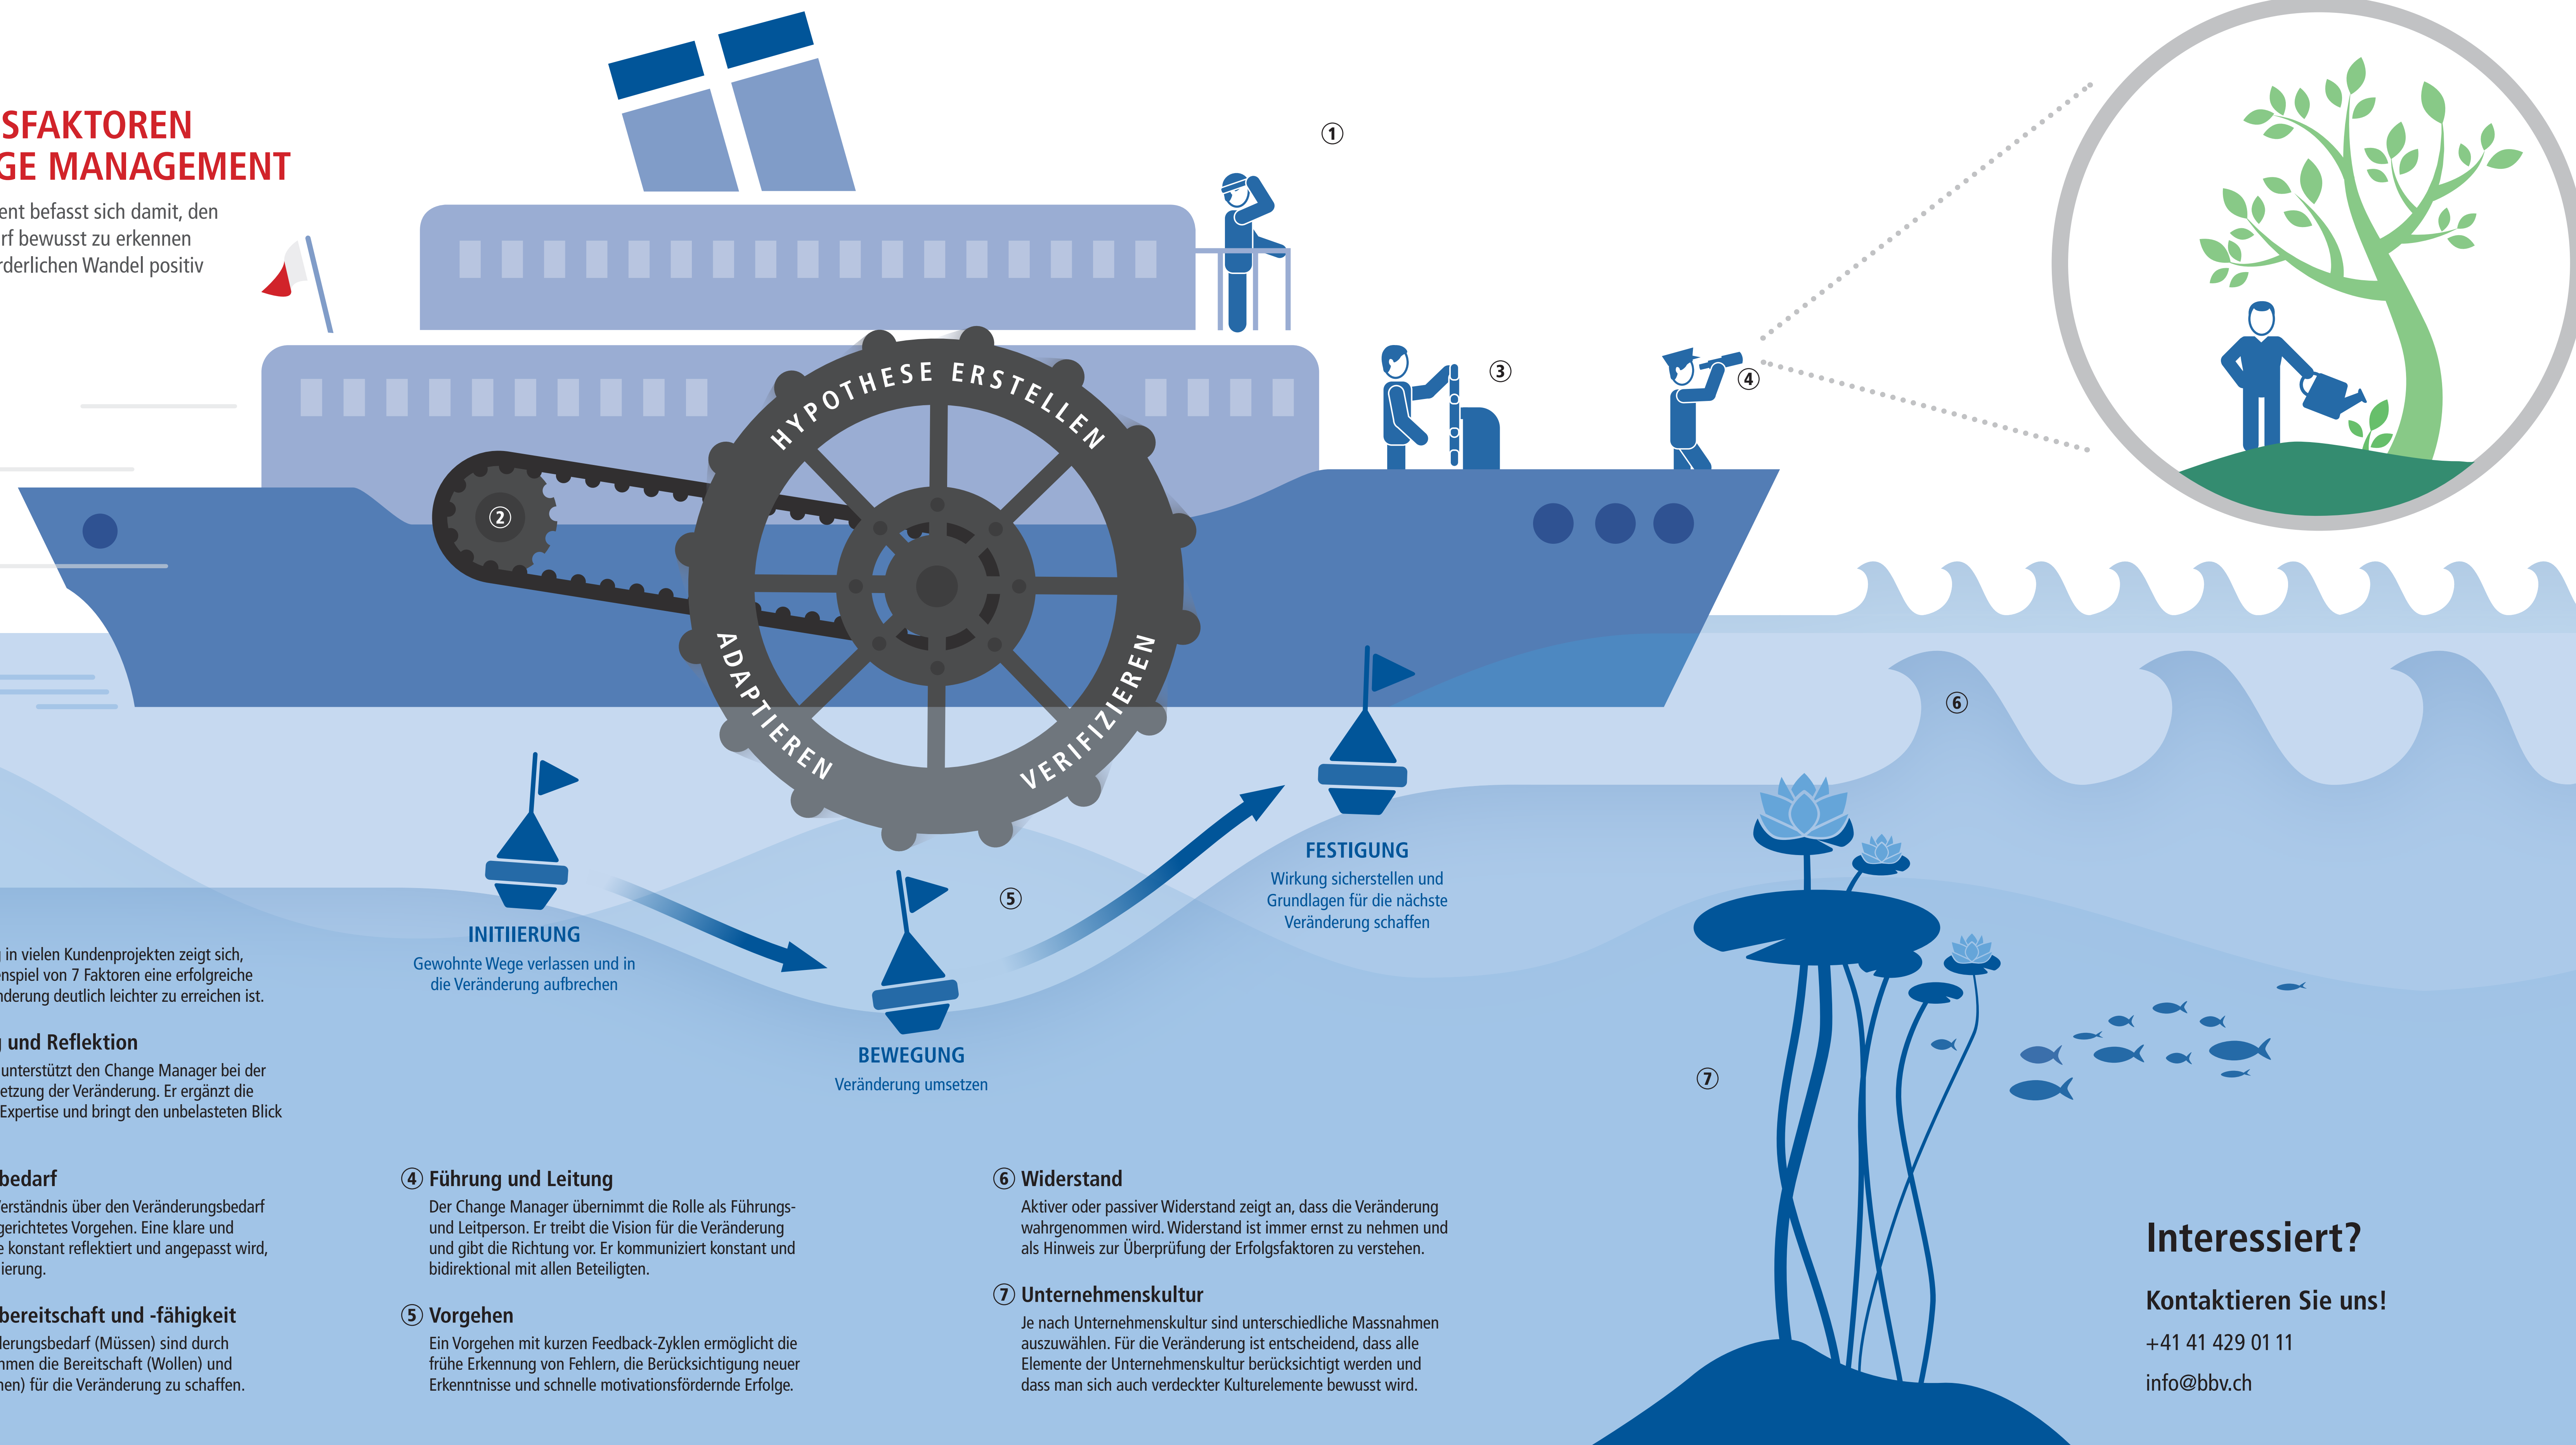 SFAKTOREN
GE MANAGEMENT
ent befasst sich damit, den
rf bewusst zu erkennen
rderlichen Wandel positiv
1
2
3
4
HYPOTHESE ERSTELLEN
VERIFIZIEREN
ADAPTIEREN
6
5
7
INITIIERUNG
Gewohnte Wege verlassen und in
die Veränderung aufbrechen
BEWEGUNG
Veränderung umsetzen
FESTIGUNG
Wirkung sicherstellen und
Grundlagen für die nächste
Veränderung schaffen
g in vielen Kundenprojekten zeigt sich,
enspiel von 7 Faktoren eine erfolgreiche
nderung deutlich leichter zu erreichen ist.
g und Reflektion
unterstützt den Change Manager bei der
etzung der Veränderung. Er ergänzt die
Expertise und bringt den unbelasteten Blick
bedarf
Verständnis über den Veränderungsbedarf
gerichtetes Vorgehen. Eine klare und
e konstant reflektiert und angepasst wird,
ierung.
bereitschaft und -fähigkeit
derungsbedarf (Müssen) sind durch
hmen die Bereitschaft (Wollen) und
nen) für die Veränderung zu schaffen.
4 Führung und Leitung
Der Change Manager übernimmt die Rolle als Führungs-
und Leitperson. Er treibt die Vision für die Veränderung
und gibt die Richtung vor. Er kommuniziert konstant und
bidirektional mit allen Beteiligten.
5 Vorgehen
Ein Vorgehen mit kurzen Feedback-Zyklen ermöglicht die
frühe Erkennung von Fehlern, die Berücksichtigung neuer
Erkenntnisse und schnelle motivationsfördernde Erfolge.
6 Widerstand
Aktiver oder passiver Widerstand zeigt an, dass die Veränderung
wahrgenommen wird. Widerstand ist immer ernst zu nehmen und
als Hinweis zur Überprüfung der Erfolgsfaktoren zu verstehen.
7 Unternehmenskultur
Je nach Unternehmenskultur sind unterschiedliche Massnahmen
auszuwählen. Für die Veränderung ist entscheidend, dass alle
Elemente der Unternehmenskultur berücksichtigt werden und
dass man sich auch verdeckter Kulturelemente bewusst wird.
Interessiert?
Kontaktieren Sie uns!
+41 41 429 01 11
info@bbv.ch